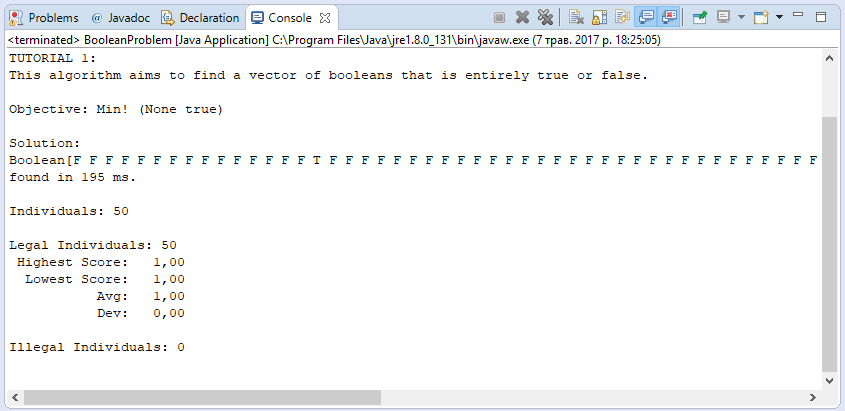 Problems @ Javadoc Declaration Console
<terminated> BooleanProblem [Java Application] C:\Program Files\Java\jre1.8.0_131\bin\javaw.exe (7 трав. 2017 р. 18:25:05)
TUTORIAL 1:
This algorithm aims to find a vector of booleans that is entirely true or false.
Objective: Min! (None true)
Solution:
Boolean[F F F F F F F F F F F F F F F T F F F F F F F F F F F F F F F F F F F F F F F F F F F F F F F
found in 195 ms.
Individuals: 50
Legal Individuals: 50
Highest Score: 1,00
Lowest Score: 1,00
Avg: 1,00
Dev: 0,00
Illegal Individuals: 0